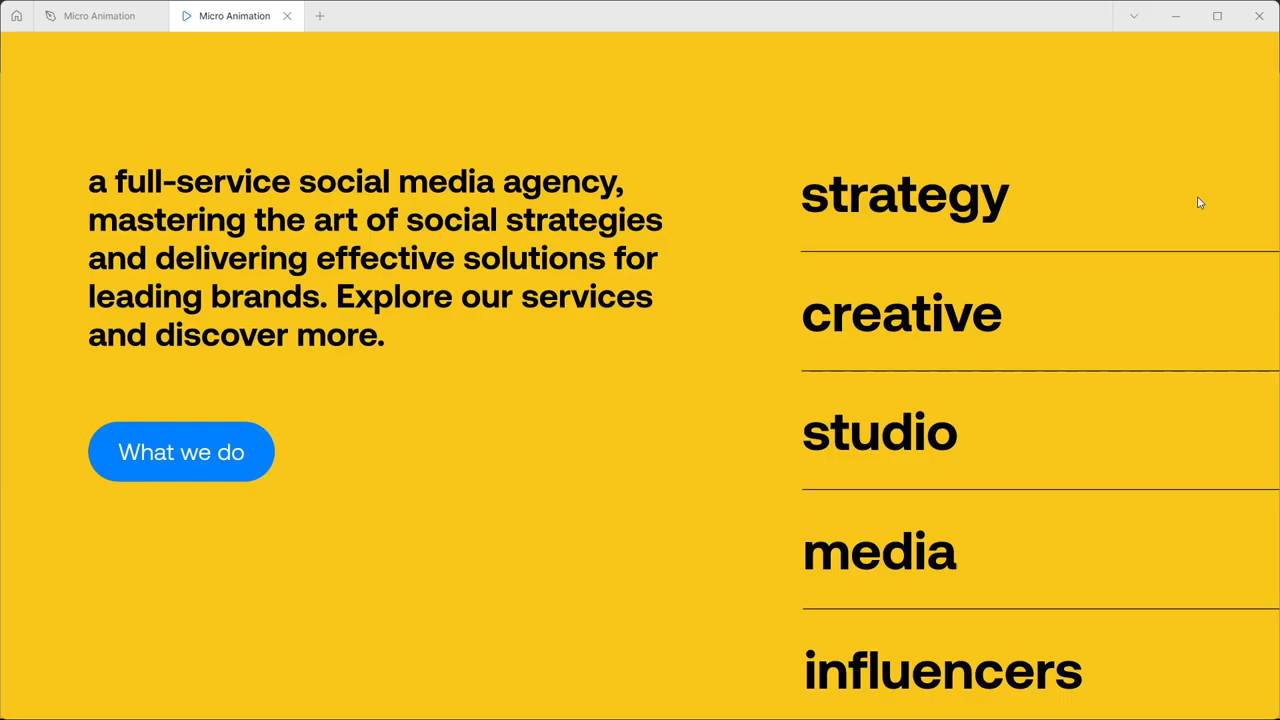 Micro Animation
Micro Animation
a full-service social media agency,
mastering the art of social strategies
and delivering effective solutions for
leading brands. Explore our services
and discover more.
What we do
strategy
creative
studio
media
influencers